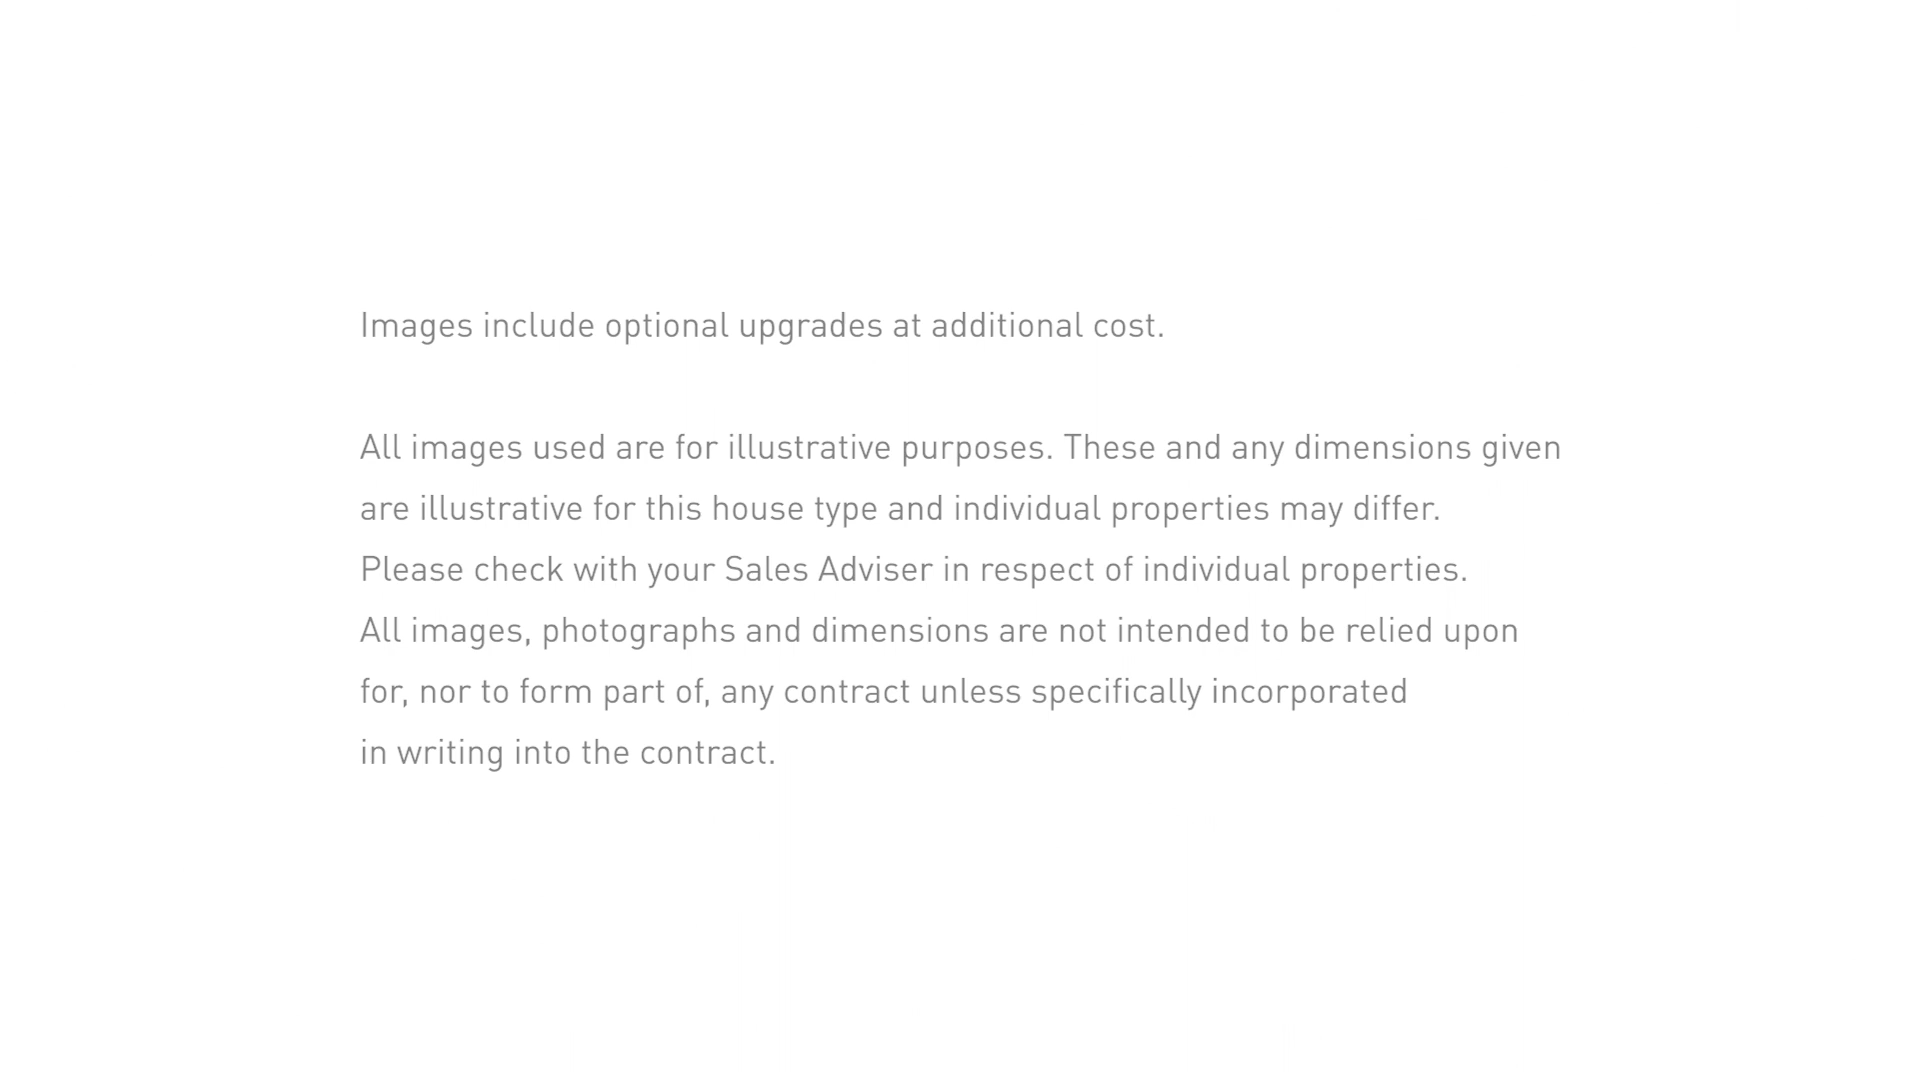 Images include optional upgrades at additional cost.
All images used are for illustrative purposes. These and any dimensions given
are illustrative for this house type and individual properties may differ.
Please check with your Sales Adviser in respect of individual properties.
All images, photographs and dimensions are not intended to be relied upon
for, nor to form part of, any contract unless specifically incorporated
in writing into the contract.